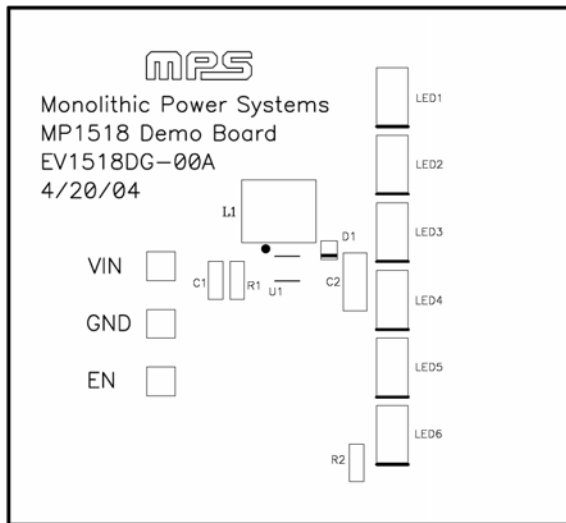 MPS
Monolithic Power Systems
MP1518 Demo Board
EV1518DG-00A
4/20/04
LED1
LED2
L1
LED3
D1
VIN
C1
R1
U1
C2
LED4
GND
EN
LED5
LED6
R2